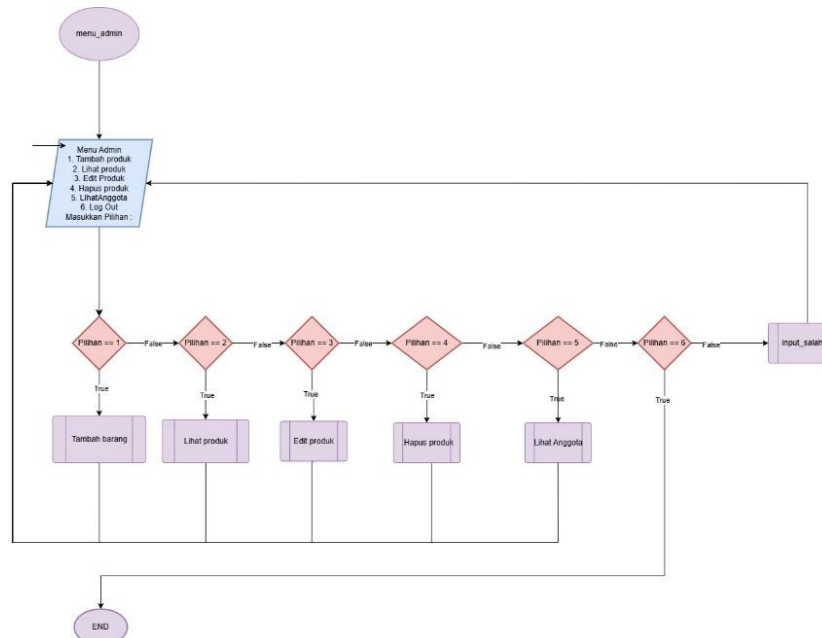 menu_admin
Menu Admin
1. Tambah produk
2. Lihat produk
3. Edit Produk
4. Hapus produk
5. LihatAnggota
6. Log Out
Masukkan Pilihan :
Pilihan == 1
False
Pilihan == 2
False
Pilihan == 3
False
Pilihan == 4
False
Pilihan == 5
False
Pilihan == 6
False
input_salah
True
True
True
True
True
True
Tambah barang
Lihat produk
Edit produk
Hapus produk
Lihat Anggota
END